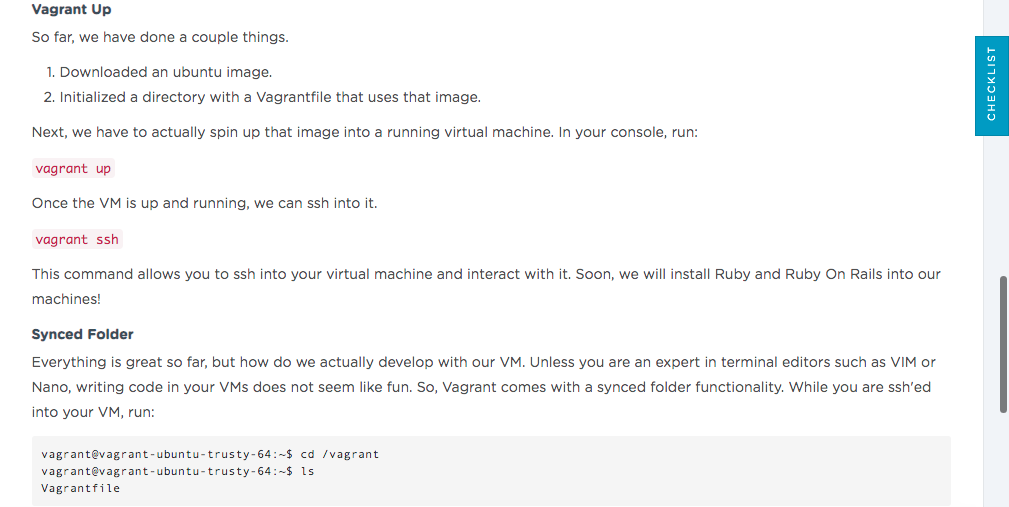 Vagrant Up
So far, we have done a couple things.
1. Downloaded an ubuntu image.
2. Initialized a directory with a Vagrantfile that uses that image.
Next, we have to actually spin up that image into a running virtual machine. In your console, run:
vagrant up
Once the VM is up and running, we can ssh into it.
vagrant ssh
This command allows you to ssh into your virtual machine and interact with it. Soon, we will install Ruby and Ruby On Rails into our
machines!
Synced Folder
Everything is great so far, but how do we actually develop with our VM. Unless you are an expert in terminal editors such as VIM or
Nano, writing code in your VMs does not seem like fun. So, Vagrant comes with a synced folder functionality. While you are ssh'ed
into your VM, run:
vagrant@vagrant-ubuntu-trusty-64:~$ cd /vagrant
vagrant@vagrant-ubuntu-trusty-64:~$ ls
Vagrantfile
CHECKLIST